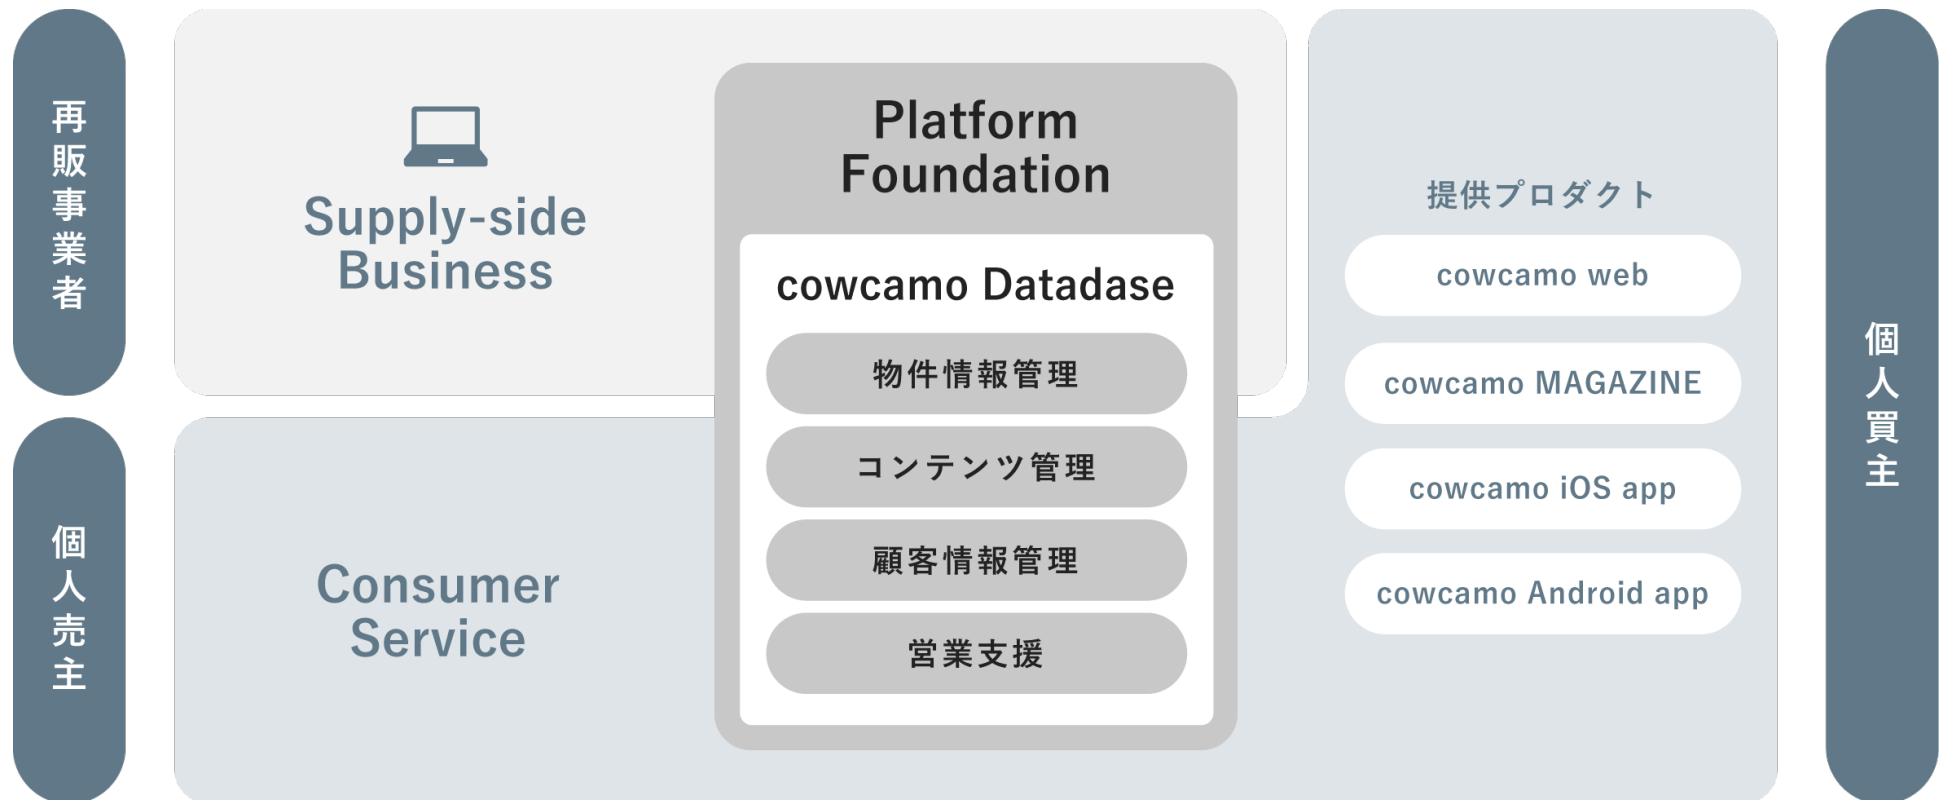 再販事業者
個人売主
Supply-side
Business
Consumer
Service
Platform
Foundation
cowcamo Datadase
物件情報管理
コンテンツ管理
顧客情報管理
営業支援
提供プロダクト
cowcamo web
cowcamo MAGAZINE
cowcamo iOS app
cowcamo Android app
個人買主